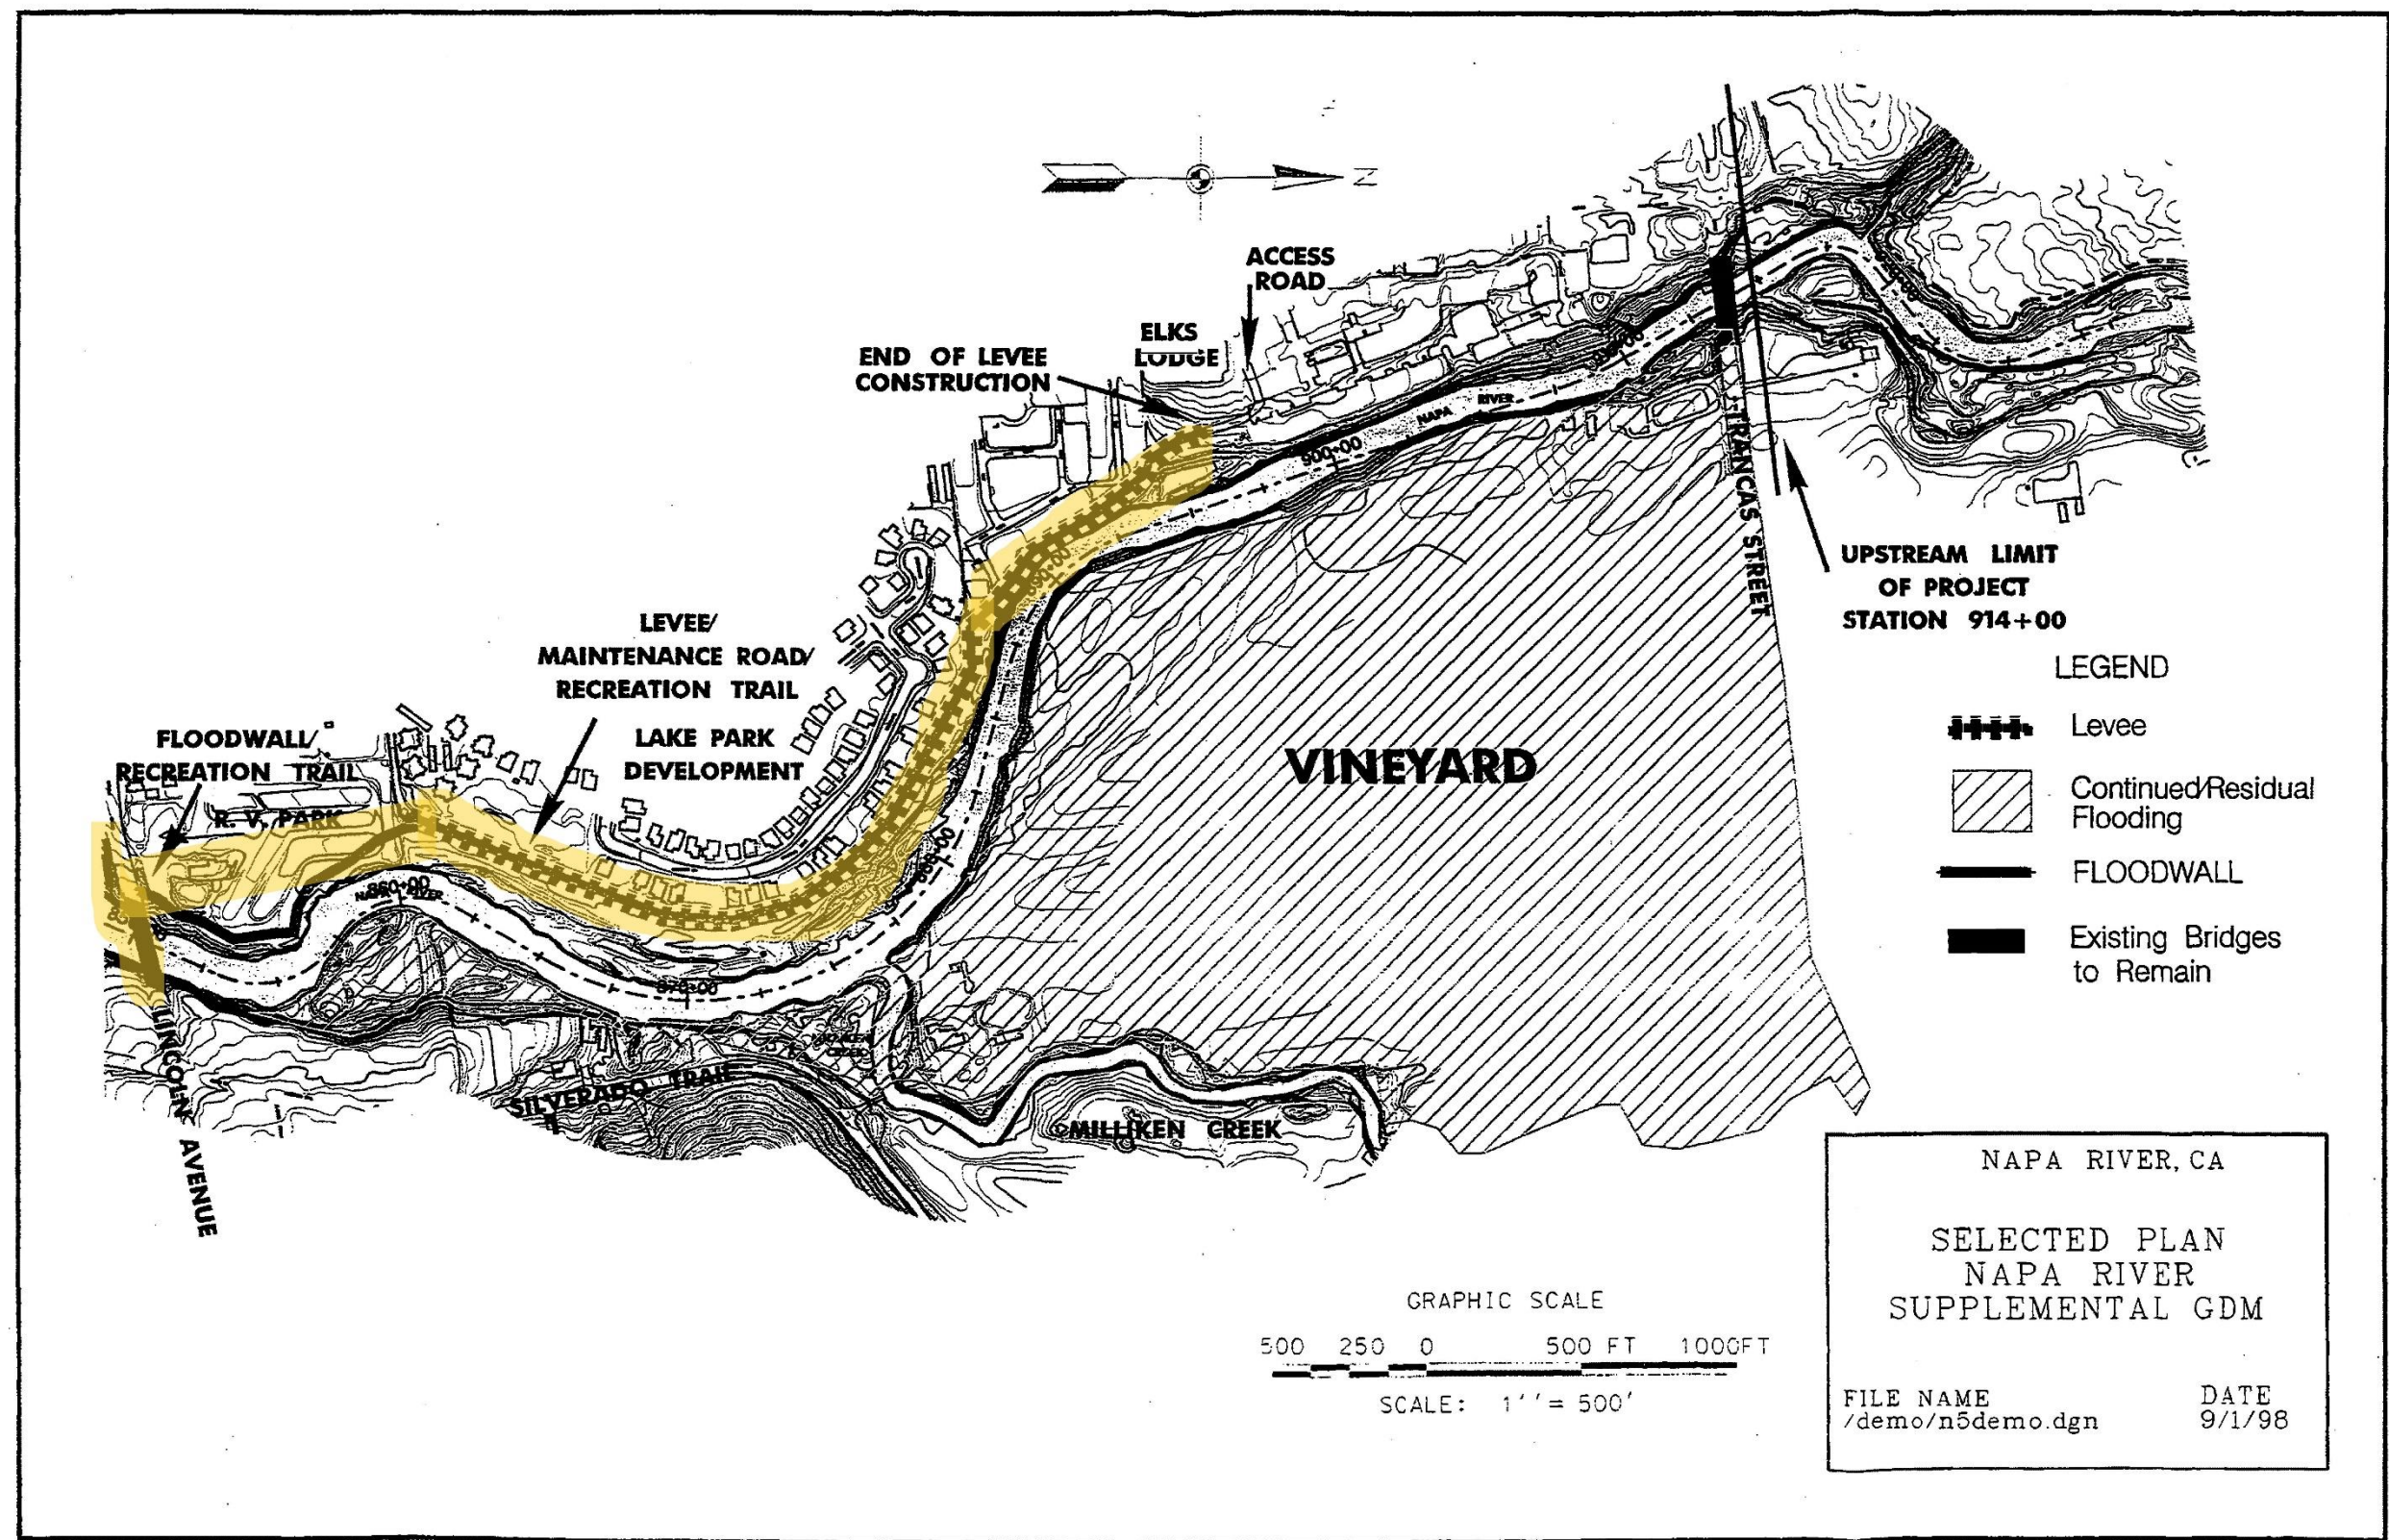 Z
ACCESS
ROAD
ELKS
LODGE
END OF LEVEE
CONSTRUCTION
NAPA RIVER
900+00
890+00
TRANCAS STREET
UPSTREAM LIMIT
OF PROJECT
STATION 914+00
LEVEE/
MAINTENANCE ROAD/
RECREATION TRAIL
LAKE PARK
DEVELOPMENT
FLOODWALL/
RECREATION TRAIL
R. V. PARK
VINEYARD
LEGEND
Levee
Continued/Residual
Flooding
FLOODWALL
Existing Bridges
to Remain
860+00
NAPA RIVER
870+00
SILVERADO TRAIL
MILLIKEN CREEK
LINCOLN AVENUE
NAPA RIVER, CA
SELECTED PLAN
NAPA RIVER
SUPPLEMENTAL GDM
FILE NAME
/demo/n5demo.dgn
DATE
9/1/98
GRAPHIC SCALE
500 250 0 500 FT 1000FT
SCALE: 1''= 500'